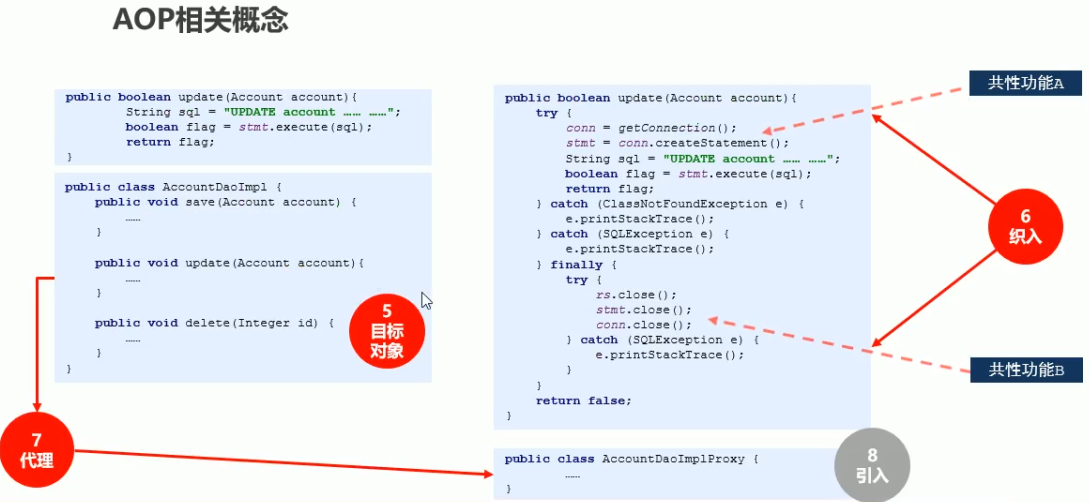 AOP相关概念
public boolean update(Account account){
String sql = "UPDATE account …… ……";
boolean flag = stmt.execute(sql);
return flag;
}
public class AccountDaoImpl {
public void save(Account account) {
……
}
public void update(Account account){
……
}
public void delete(Integer id) {
……
}
}
5
目标
对象
7
代理
public boolean update(Account account){
try {
conn = getConnection();
stmt = conn.createStatement();
String sql = "UPDATE account …… ……";
boolean flag = stmt.execute(sql);
return flag;
} catch (ClassNotFoundException e) {
e.printStackTrace();
} catch (SQLException e) {
e.printStackTrace();
} finally {
try {
rs.close();
stmt.close();
conn.close();
} catch (SQLException e) {
e.printStackTrace();
}
}
return false;
}
共性功能A
6
织入
共性功能B
public class AccountDaoImplProxy {
……
}
8
引入